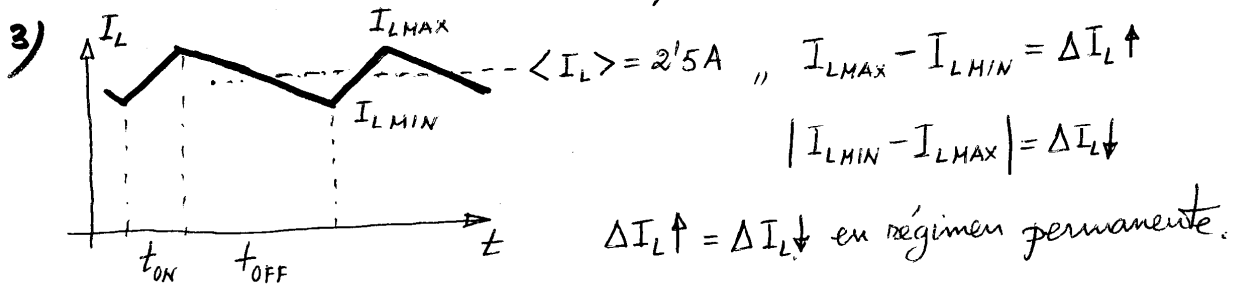 3)
I_L
I_LMAX
<I_L> = 2'5A ,, I_LMAX - I_LMIN = ΔI_L↑
I_LMIN
|I_LMIN - I_LMAX| = ΔI_L↓
t_ON t_OFF t
ΔI_L↑ = ΔI_L↓ en régimen permanente.